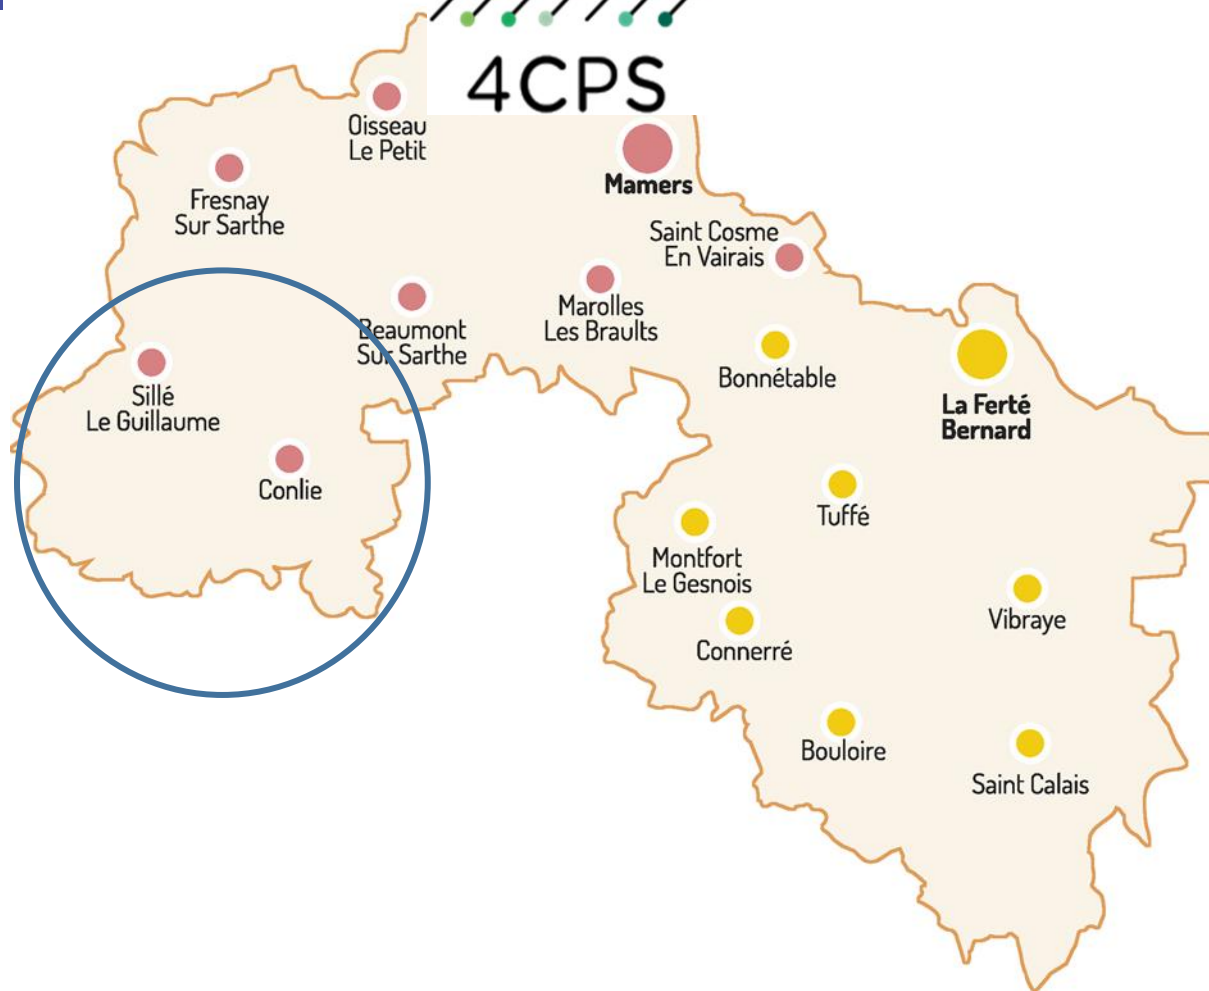 4CPS
Oisseau
Le Petit
Mamers
Fresnay
Sur Sarthe
Saint Cosme
En Vairais
Marolles
Les Braults
Beaumont
Sur Sarthe
Bonnétable
Sillé
Le Guillaume
La Ferté
Bernard
Conlie
Tuffé
Montfort
Le Gesnois
Vibraye
Connerré
Bouloire
Saint Calais